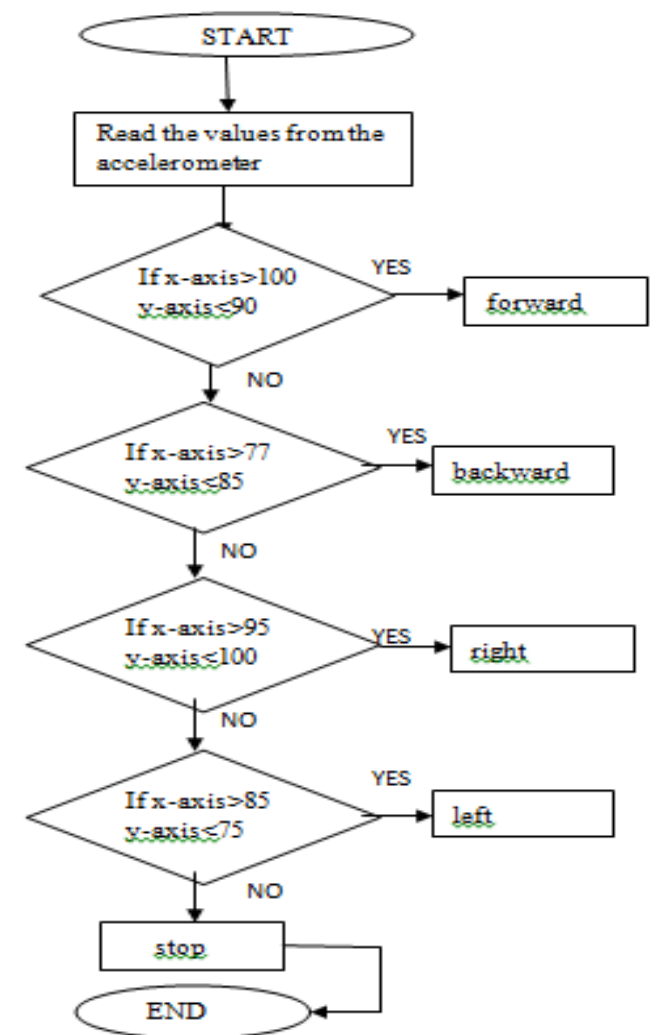 START
Read the values from the
accelerometer
If x-axis>100
y-axis≤90
YES
forward
NO
If x-axis>77
y-axis≤85
YES
backward
NO
If x-axis>95
y-axis≤100
YES
right
NO
If x-axis>85
y-axis≤75
YES
left
NO
stop
END